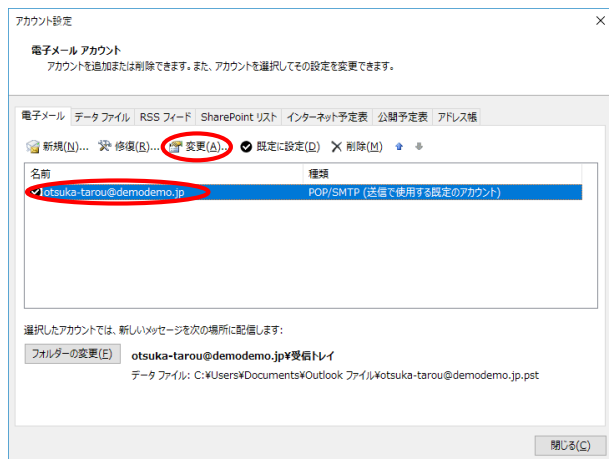 アカウント設定
電子メール アカウント
アカウントを追加または削除できます。また、アカウントを選択してその設定を変更できます。
電子メール データ ファイル RSS フィード SharePoint リスト インターネット予定表 公開予定表 アドレス帳
新規(N)... 修復(R)... 変更(A)... 既定に設定(D) 削除(M)
名前 種類
otsuka-tarou@demodemo.jp POP/SMTP (送信で使用する既定のアカウント)
選択したアカウントでは、新しいメッセージを次の場所に配信します:
フォルダーの変更(F) otsuka-tarou@demodemo.jp¥受信トレイ
データ ファイル: C:¥Users¥Documents¥Outlook ファイル¥otsuka-tarou@demodemo.jp.pst
閉じる(C)